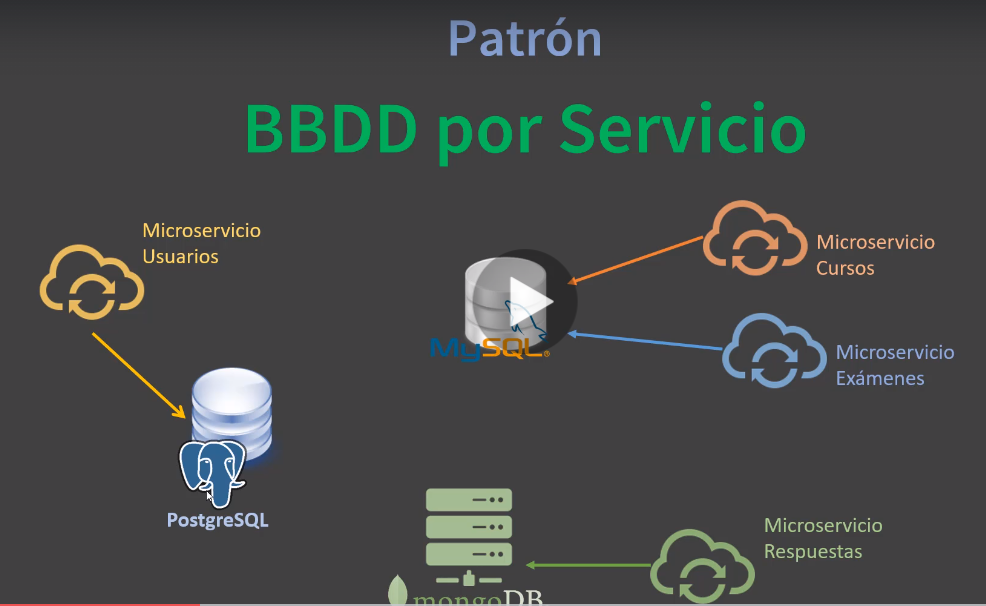 Patrón
BBDD por Servicio
Microservicio
Usuarios
Microservicio
Cursos
MySQL®
Microservicio
Exámenes
PostgreSQL
Microservicio
Respuestas
mongoDB